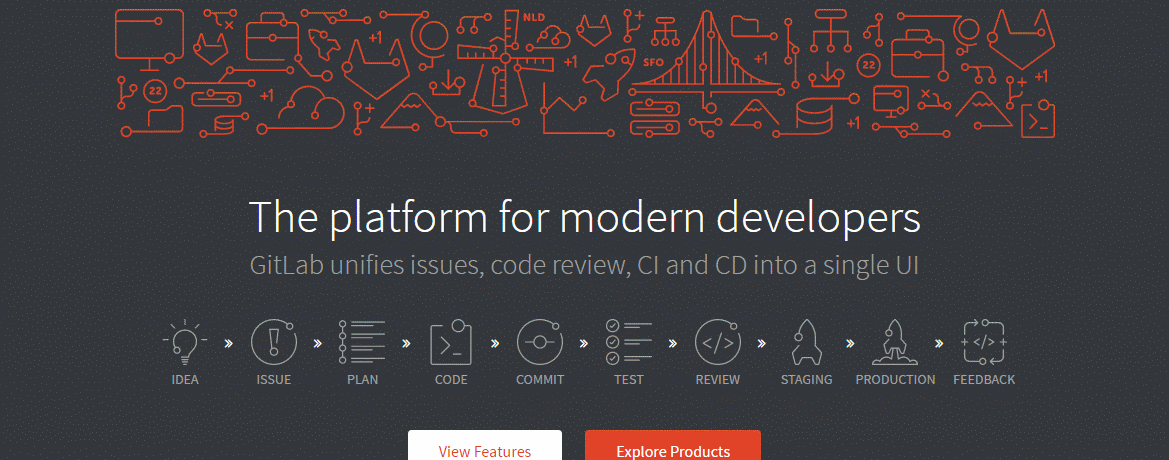 NLD
+1
+1
SFO
+1
22
+1
22
+1
+1
The platform for modern developers
GitLab unifies issues, code review, CI and CD into a single UI
IDEA » ISSUE » PLAN » CODE » COMMIT » TEST » REVIEW » STAGING » PRODUCTION » FEEDBACK
View Features
Explore Products